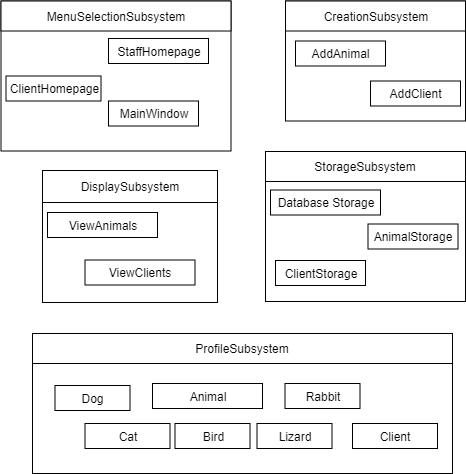 MenuSelectionSubsystem
StaffHomepage
ClientHomepage
MainWindow
CreationSubsystem
AddAnimal
AddClient
DisplaySubsystem
ViewAnimals
ViewClients
StorageSubsystem
Database Storage
AnimalStorage
ClientStorage
ProfileSubsystem
Dog
Animal
Rabbit
Cat
Bird
Lizard
Client